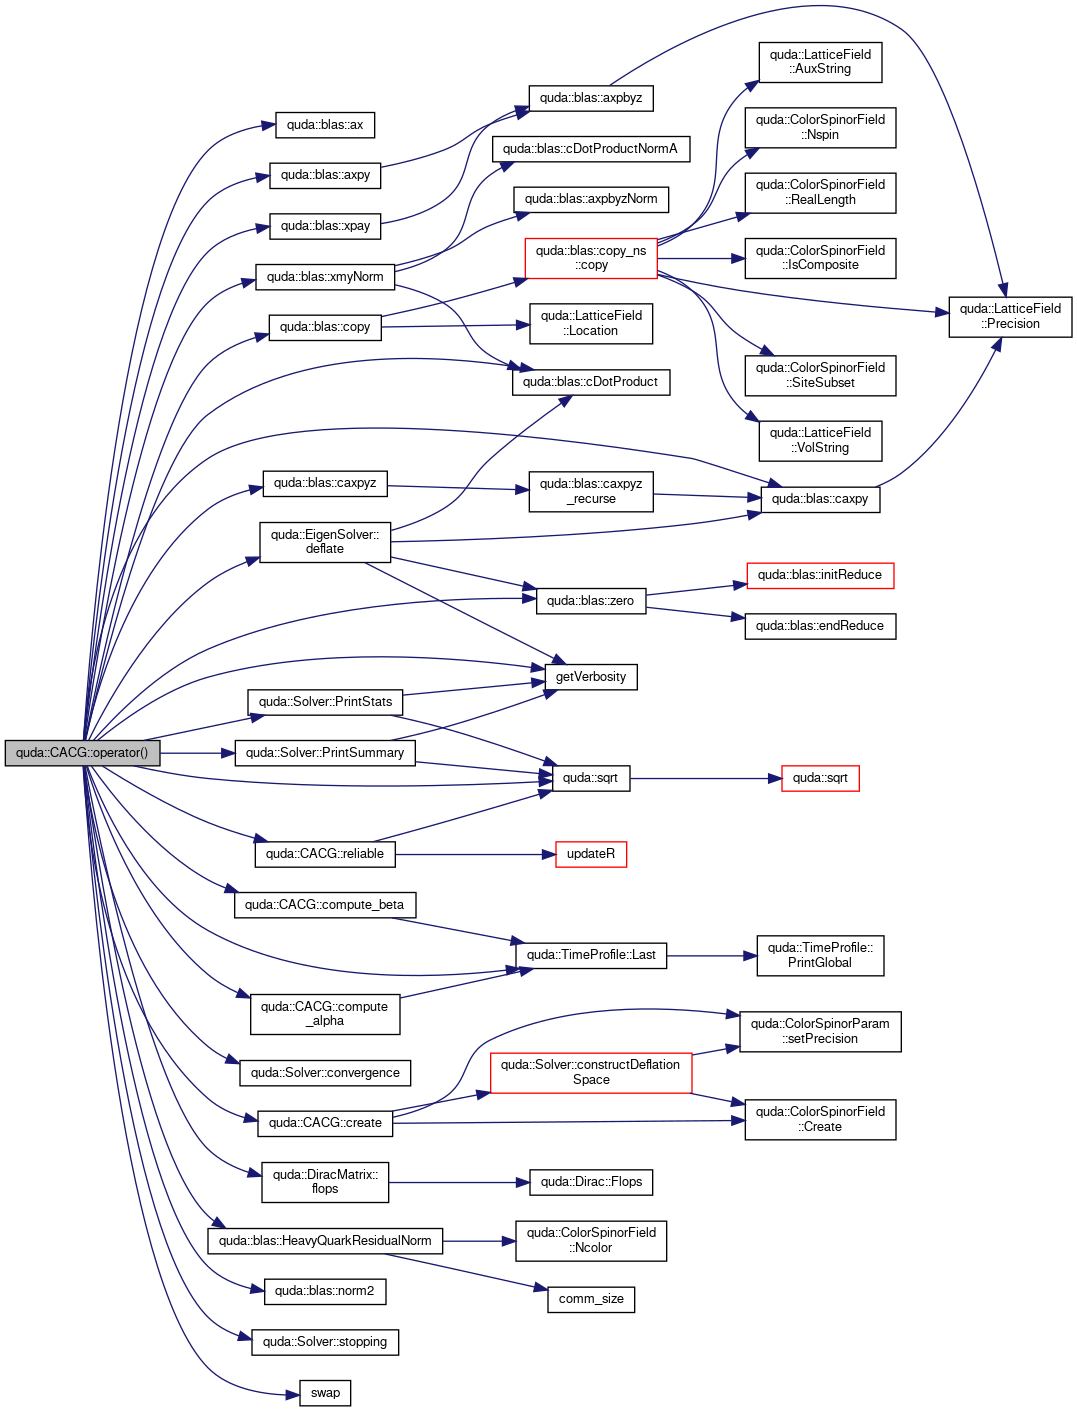 quda::CACG::operator()
quda::blas::ax
quda::blas::axpy
quda::blas::xpay
quda::blas::xmyNorm
quda::blas::copy
quda::blas::caxpyz
quda::EigenSolver::
deflate
quda::Solver::PrintStats
quda::Solver::PrintSummary
quda::CACG::reliable
quda::CACG::compute_beta
quda::CACG::compute
_alpha
quda::Solver::convergence
quda::CACG::create
quda::DiracMatrix::
flops
quda::blas::HeavyQuarkResidualNorm
quda::blas::norm2
quda::Solver::stopping
swap
quda::blas::axpbyz
quda::blas::cDotProductNormA
quda::blas::axpbyzNorm
quda::blas::copy_ns
::copy
quda::LatticeField
::Location
quda::blas::cDotProduct
quda::blas::caxpyz
_recurse
quda::blas::zero
getVerbosity
quda::sqrt
updateR
quda::TimeProfile::Last
quda::Solver::constructDeflation
Space
quda::Dirac::Flops
quda::ColorSpinorField
::Ncolor
comm_size
quda::LatticeField
::AuxString
quda::ColorSpinorField
::Nspin
quda::ColorSpinorField
::RealLength
quda::ColorSpinorField
::IsComposite
quda::ColorSpinorField
::SiteSubset
quda::LatticeField
::VolString
quda::blas::caxpy
quda::blas::initReduce
quda::blas::endReduce
quda::sqrt
quda::TimeProfile::
PrintGlobal
quda::ColorSpinorParam
::setPrecision
quda::ColorSpinorField
::Create
quda::LatticeField
::Precision